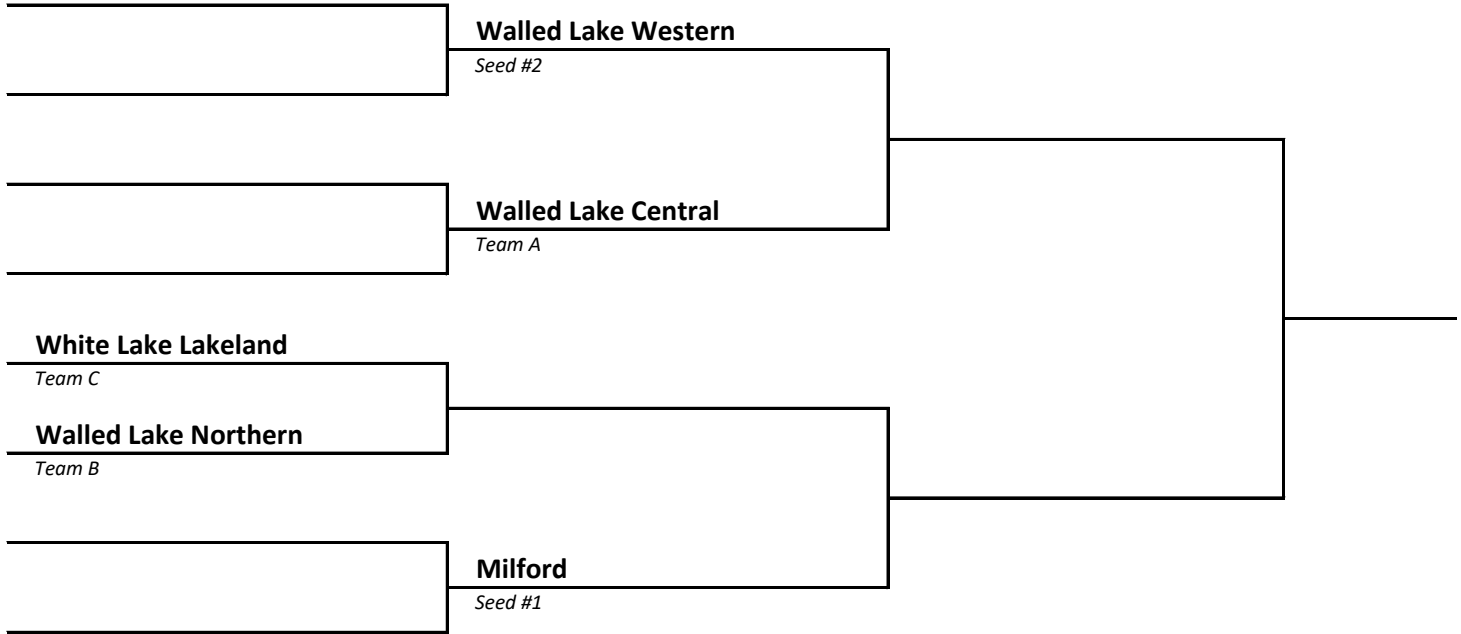 Walled Lake Western
Seed #2
Walled Lake Central
Team A
White Lake Lakeland
Team C
Walled Lake Northern
Team B
Milford
Seed #1